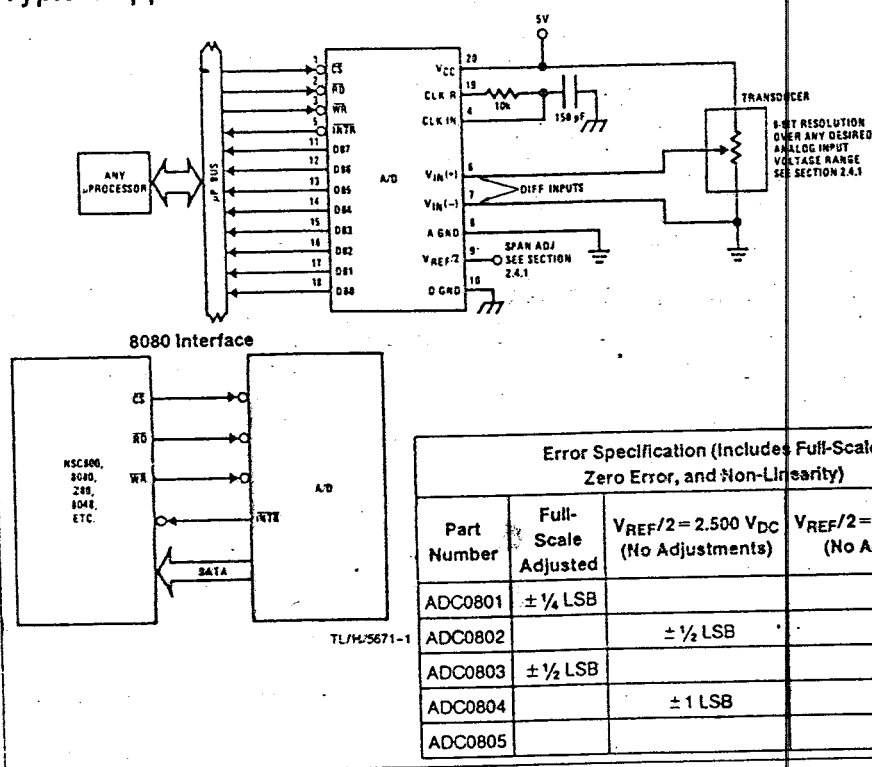 5V
1 CS
2 RD
3 WR
5 INTR
11 DB7
12 DB6
13 DB5
14 DB4
15 DB3
16 DB2
17 DB1
18 DB0
ANY
µPROCESSOR
µP BUS
A/D
VCC 20
CLK R 19
10k
150 pF
CLK IN 4
VIN(+) 6
DIFF INPUTS
VIN(−) 7
A GND 8
VREF/2 9
SPAN ADJ
SEE SECTION
2.4.1
D GND 10
TRANSDUCER
8-BIT RESOLUTION
OVER ANY DESIRED
ANALOG INPUT
VOLTAGE RANGE
SEE SECTION 2.4.1
8080 Interface
NSC800,
8080,
Z80,
8048,
ETC.
CS
RD
WR
INTR
A/D
DATA
TL/H/5671-1
Error Specification (Includes Full-Scale
Zero Error, and Non-Linearity)
Part
Number
Full-
Scale
Adjusted
VREF/2 = 2.500 VDC
(No Adjustments)
VREF/2 =
(No A
ADC0801 ± ¼ LSB
ADC0802 ± ½ LSB
ADC0803 ± ½ LSB
ADC0804 ± 1 LSB
ADC0805